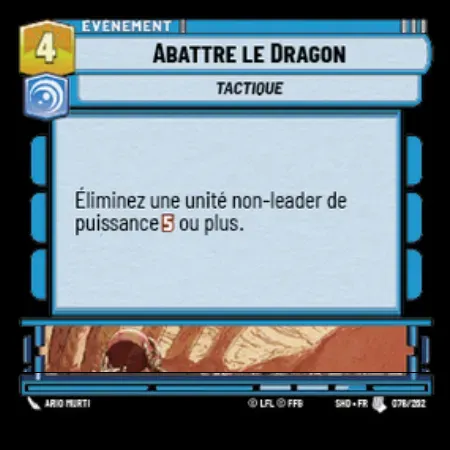 ÉVÉNEMENT
4
ABATTRE LE DRAGON
TACTIQUE
Éliminez une unité non-leader de
puissance 5 ou plus.
ARIO MURTI
© LFL ℗ FFG
SHD • FR
078/262